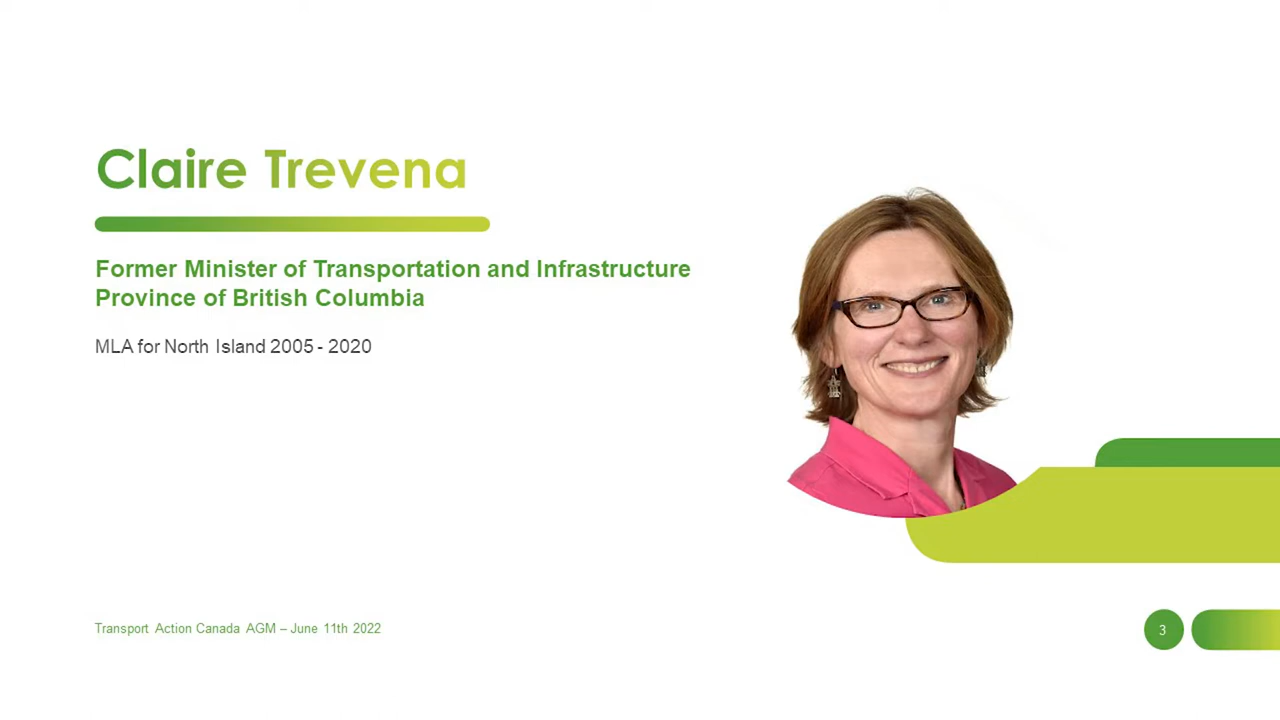 Claire Trevena
Former Minister of Transportation and Infrastructure
Province of British Columbia
MLA for North Island 2005 - 2020
Transport Action Canada AGM – June 11th 2022
3